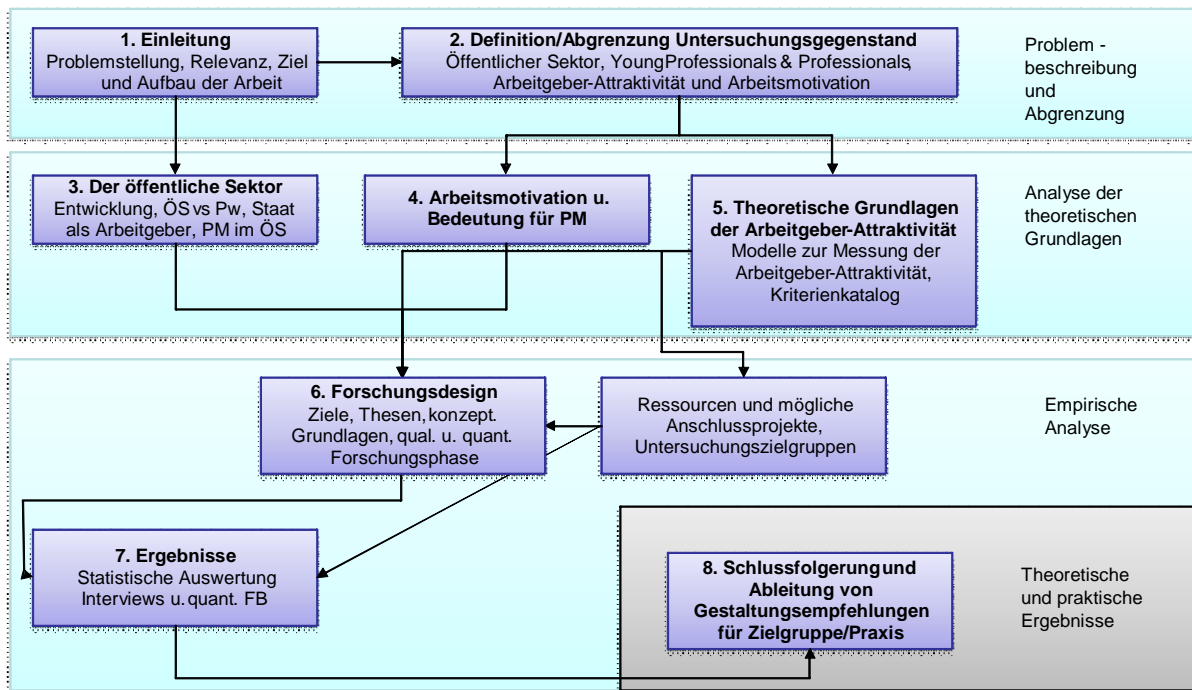 1. Einleitung
Problemstellung, Relevanz, Ziel
und Aufbau der Arbeit
2. Definition/Abgrenzung Untersuchungsgegenstand
Öffentlicher Sektor, Young Professionals & Professionals,
Arbeitgeber-Attraktivität und Arbeitsmotivation
Problem -
beschreibung
und
Abgrenzung
3. Der öffentliche Sektor
Entwicklung, ÖS vs Pw, Staat
als Arbeitgeber, PM im ÖS
4. Arbeitsmotivation u.
Bedeutung für PM
5. Theoretische Grundlagen
der Arbeitgeber-Attraktivität
Modelle zur Messung der
Arbeitgeber-Attraktivität,
Kriterienkatalog
Analyse der
theoretischen
Grundlagen
6. Forschungsdesign
Ziele, Thesen, konzept.
Grundlagen, qual. u. quant.
Forschungsphase
Ressourcen und mögliche
Anschlussprojekte,
Untersuchungszielgruppen
Empirische
Analyse
7. Ergebnisse
Statistische Auswertung
Interviews u. quant. FB
8. Schlussfolgerung und
Ableitung von
Gestaltungsempfehlungen
für Zielgruppe/Praxis
Theoretische
und praktische
Ergebnisse